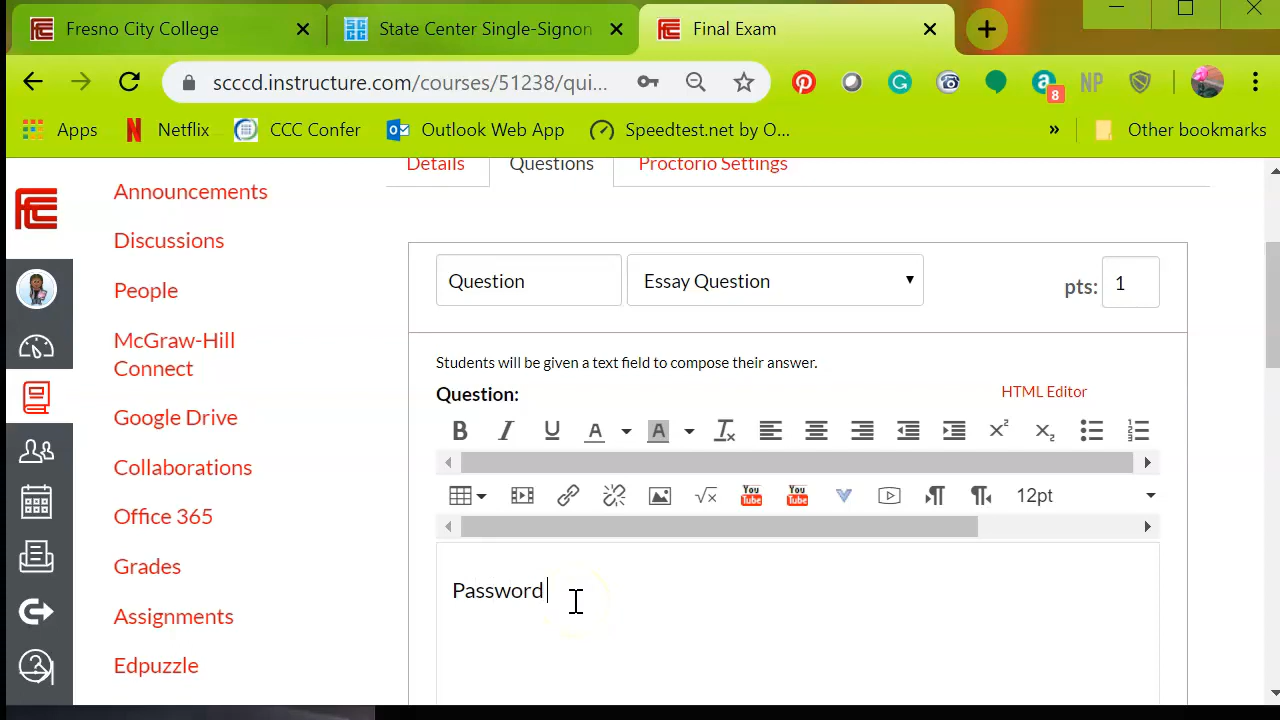 Fresno City College
State Center Single-Signon
Final Exam
scccd.instructure.com/courses/51238/qui...
NP
8
Apps
Netflix
CCC Confer
Outlook Web App
Speedtest.net by O...
»
Other bookmarks
Details
Questions
Proctorio Settings
Announcements
Discussions
People
McGraw-Hill
Connect
Google Drive
Collaborations
Office 365
Grades
Assignments
Edpuzzle
Question
Essay Question
pts:
1
Students will be given a text field to compose their answer.
Question:
HTML Editor
12pt
Password